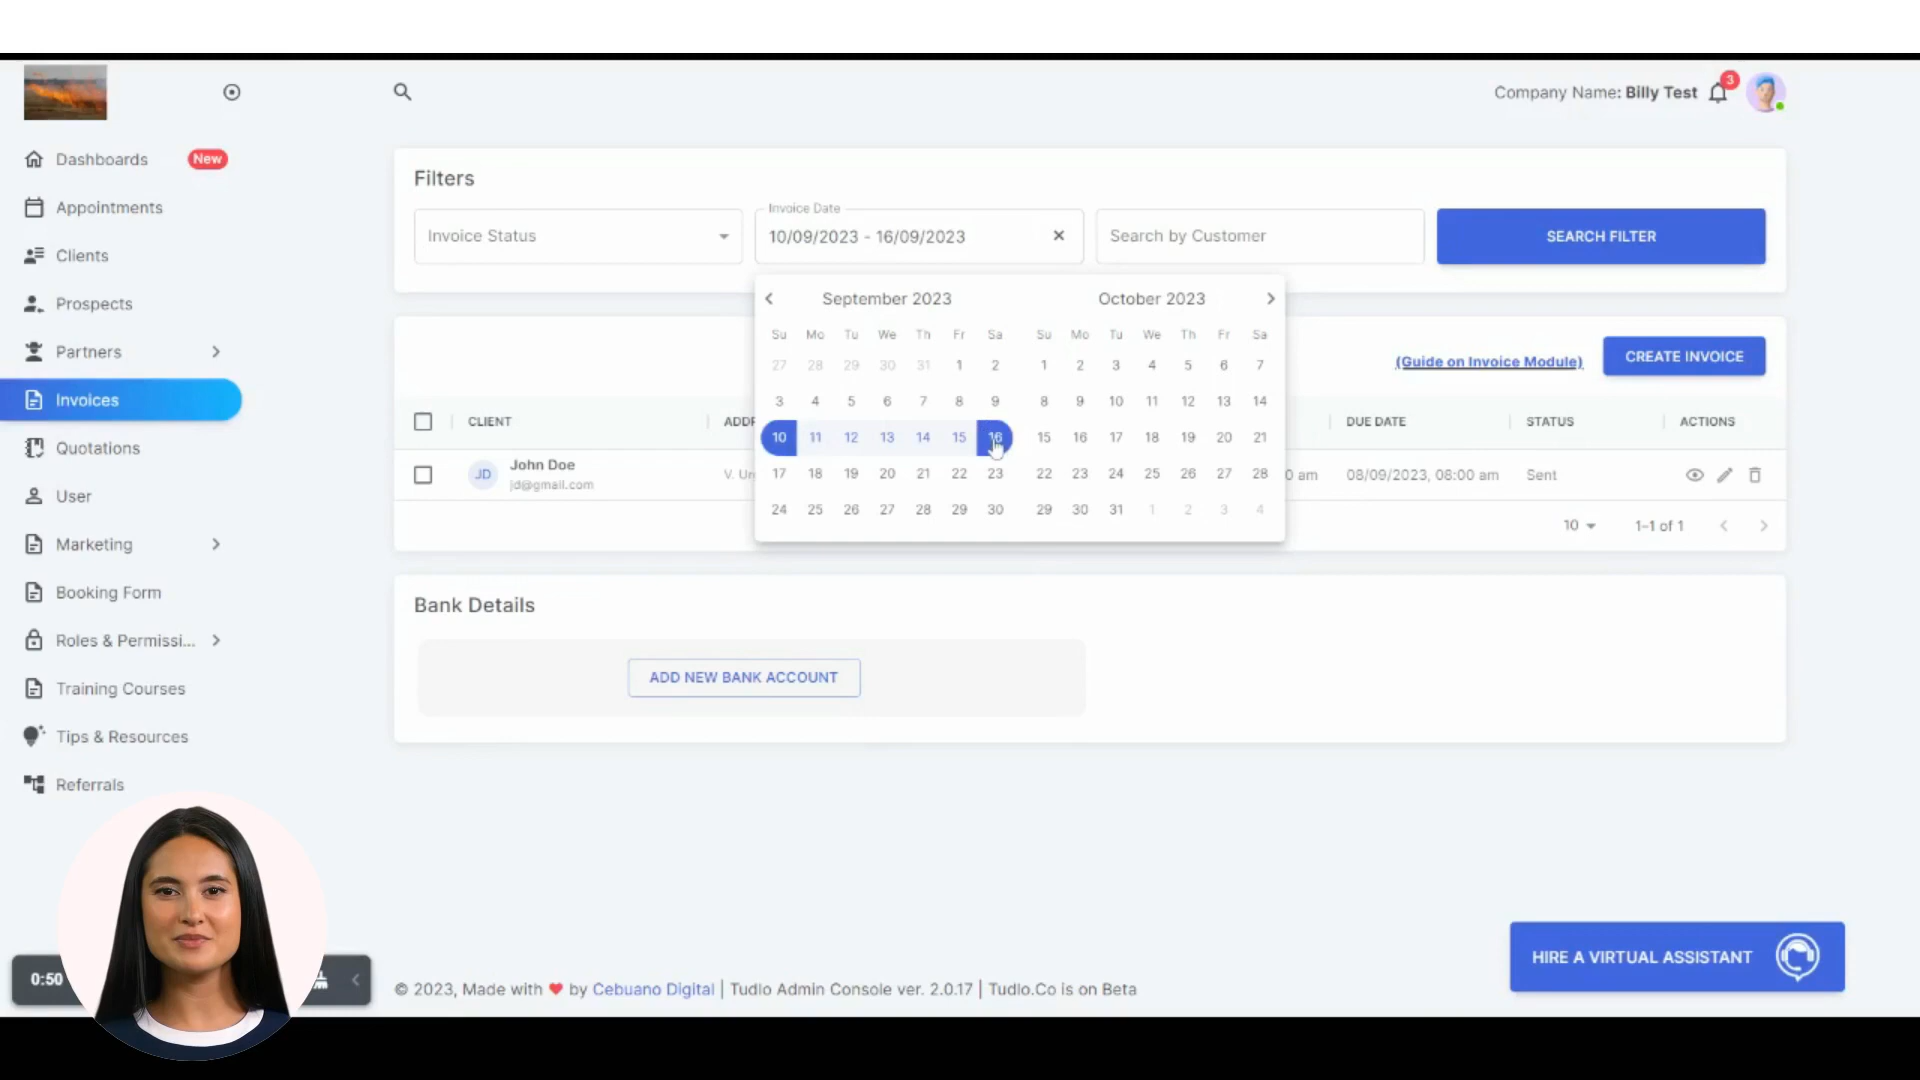 Company Name: Billy Test
3
Dashboards New
Appointments
Clients
Prospects
Partners
Invoices
Quotations
User
Marketing
Booking Form
Roles & Permissi...
Training Courses
Tips & Resources
Referrals
Filters
Invoice Status
Invoice Date
10/09/2023 - 16/09/2023
Search by Customer
SEARCH FILTER
September 2023
Su Mo Tu We Th Fr Sa
27 28 29 30 31 1 2
3 4 5 6 7 8 9
10 11 12 13 14 15 16
17 18 19 20 21 22 23
24 25 26 27 28 29 30
October 2023
Su Mo Tu We Th Fr Sa
1 2 3 4 5 6 7
8 9 10 11 12 13 14
15 16 17 18 19 20 21
22 23 24 25 26 27 28
29 30 31 1 2 3 4
(Guide on Invoice Module) CREATE INVOICE
CLIENT ADDR DUE DATE STATUS ACTIONS
JD John Doe V. Un 0 am 08/09/2023, 08:00 am Sent
jd@gmail.com
10 1–1 of 1
Bank Details
ADD NEW BANK ACCOUNT
HIRE A VIRTUAL ASSISTANT
0:50
© 2023, Made with ❤ by Cebuano Digital | Tudlo Admin Console ver. 2.0.17 | Tudlo.Co is on Beta